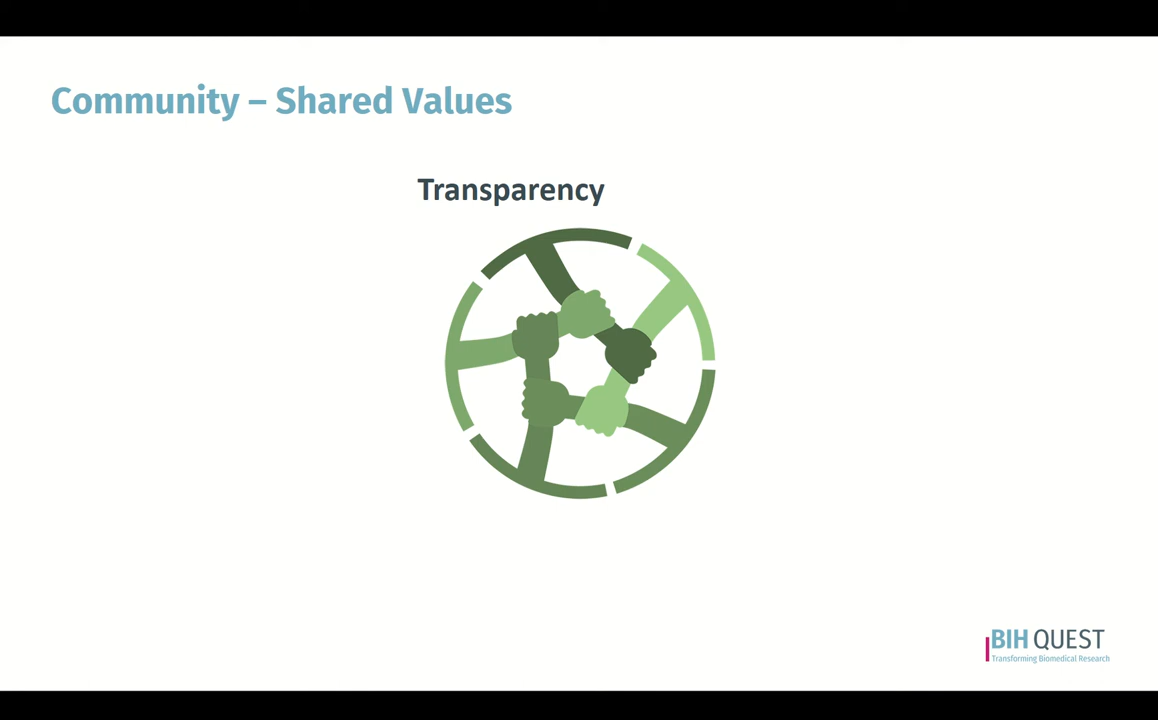 Community – Shared Values
Transparency
BIH QUEST
Transforming Biomedical Research